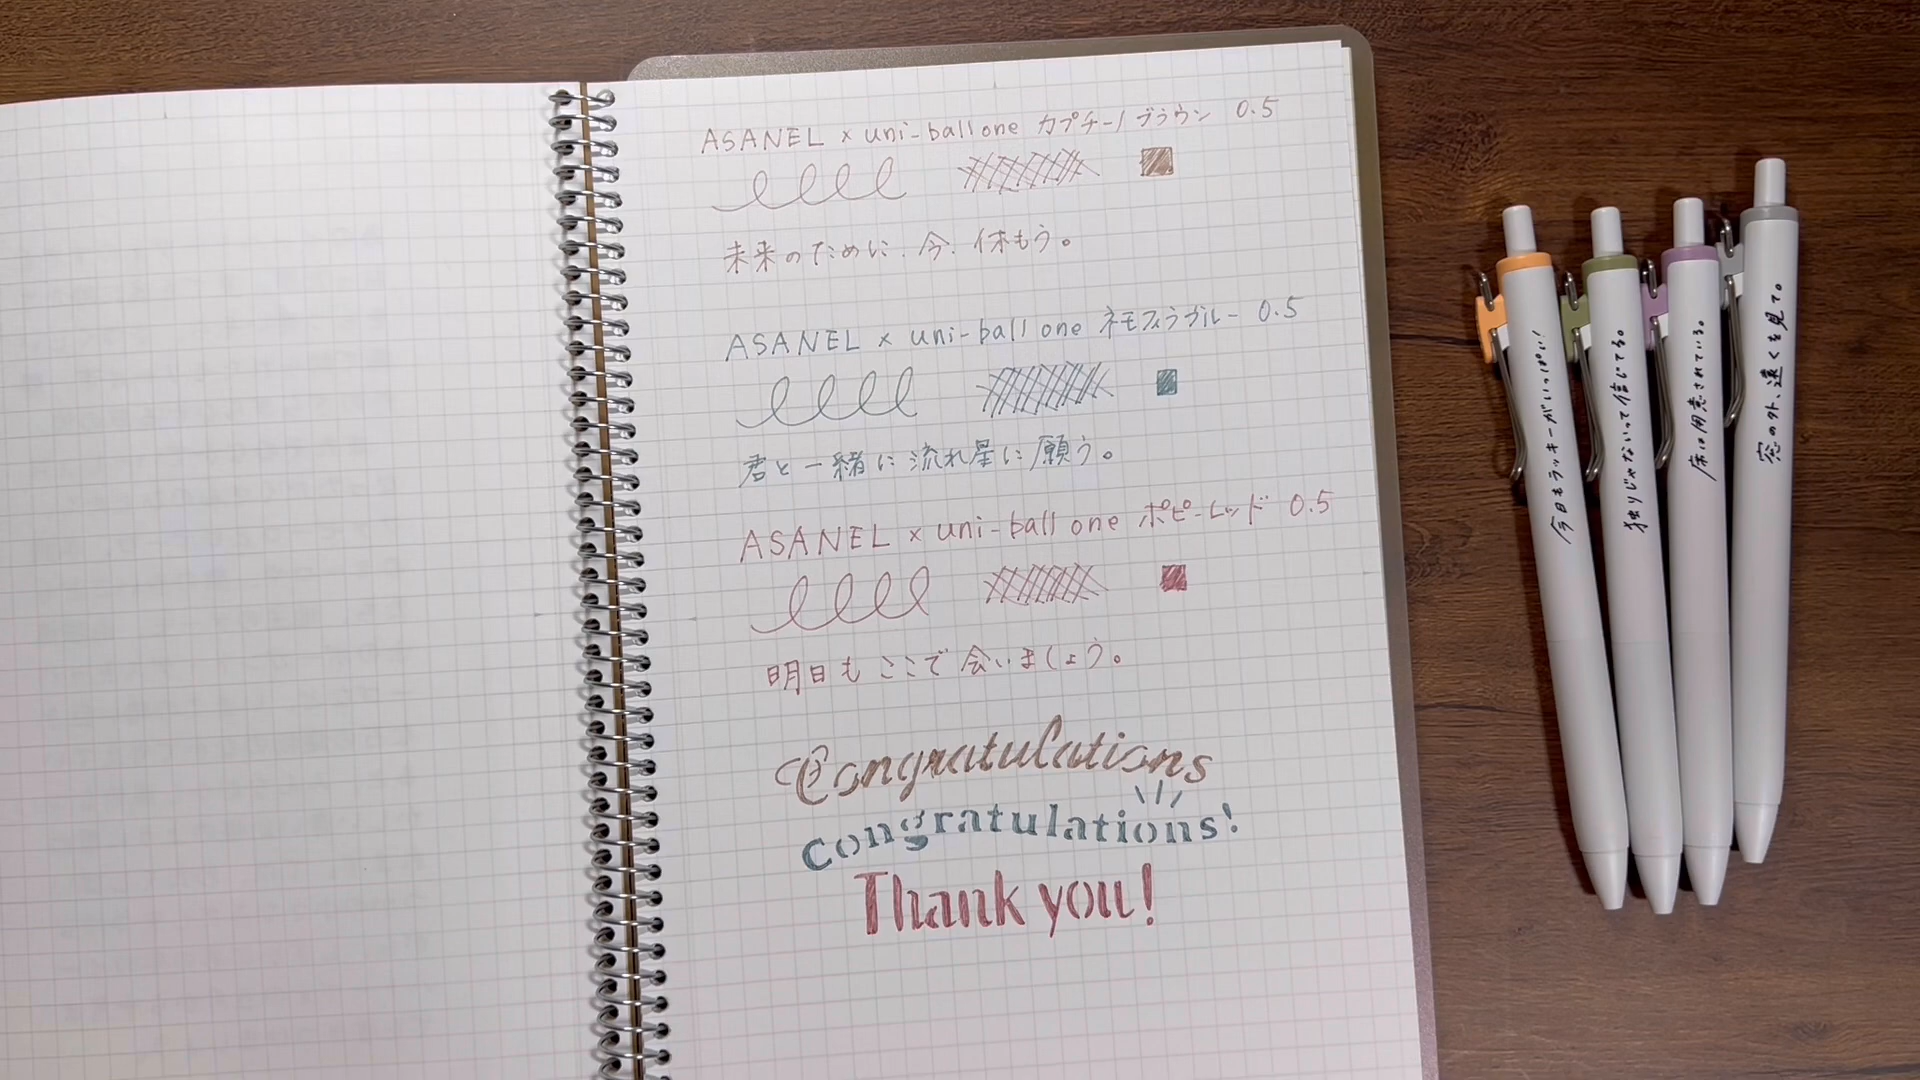 ASANEL × uni-ball one カプチーノブラウン 0.5
未来のために、今、休もう。
ASANEL × uni-ball one ネモフィラブルー 0.5
君と一緒に流れ星に願う。
ASANEL × uni-ball one ポピーレッド 0.5
明日もここで会いましょう。
Congratulations
Congratulations!
Thank you!
今日もラッキーがいっぱい!
独りじゃないって信じてる。
床は用意されている。
窓の外、遠くを見て。